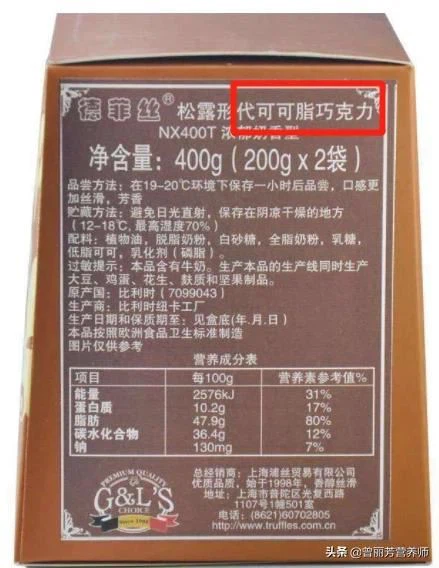 德菲丝® 松露形代可可脂巧克力
NX400T 浓郁奶香型
净含量：400g（200g x 2袋）
品尝方法：在19-20℃环境下保存一小时后品尝，口感更
加丝滑，芳香
贮藏方法：避免日光直射，保存在阴凉干燥的地方
（12-18℃,最高湿度70%）
配料：植物油，脱脂奶粉，白砂糖，全脂奶粉，乳糖，
低脂可可，乳化剂（磷脂）。
过敏提示：本品含有牛奶。生产本品的生产线同时生产
大豆、鸡蛋、花生、麸质和坚果制品。
原产国：比利时（7099043）
生产商：比利时纽卡工厂
生产日期和保质期至：见盒底(年.月.日)
本品按照欧洲食品卫生标准制造
图片仅供参考
营养成分表
项目 每100g 营养素参考值%
能量 2576kJ 31%
蛋白质 10.2g 17%
脂肪 47.9g 80%
碳水化合物 36.4g 12%
钠 130mg 7%
PREMIUM QUALITY
G&L'S
CHOICE
Since 1998
总经销商：上海浦丝贸易有限公司
优质品质，始于1998年，香醇丝滑
地址：上海市普陀区光复西路
1107号1幢501室
电话：(8621)60702805
http://www.truffles.com.cn
头条 @曾丽芳营养师